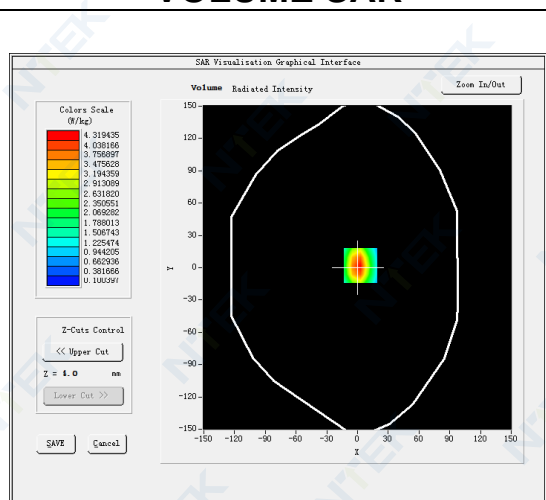 VOLUME SAR
SAR Visualisation Graphical Interface
Volume Radiated Intensity
Zoom In/Out
Colors Scale
(W/kg)
4.319435
4.038166
3.756897
3.475628
3.194359
2.913089
2.631820
2.350551
2.069282
1.788013
1.506743
1.225474
0.944205
0.662936
0.381666
0.100397
Z-Cuts Control
<< Upper Cut
Z = 4.0 mm
Lower Cut >>
SAVE Cancel
150
90
60
30
Y 0
-30
-60
-90
-120
-150
-150 -120 -90 -60 -30 0 30 60 90 120 150
X
NTEK